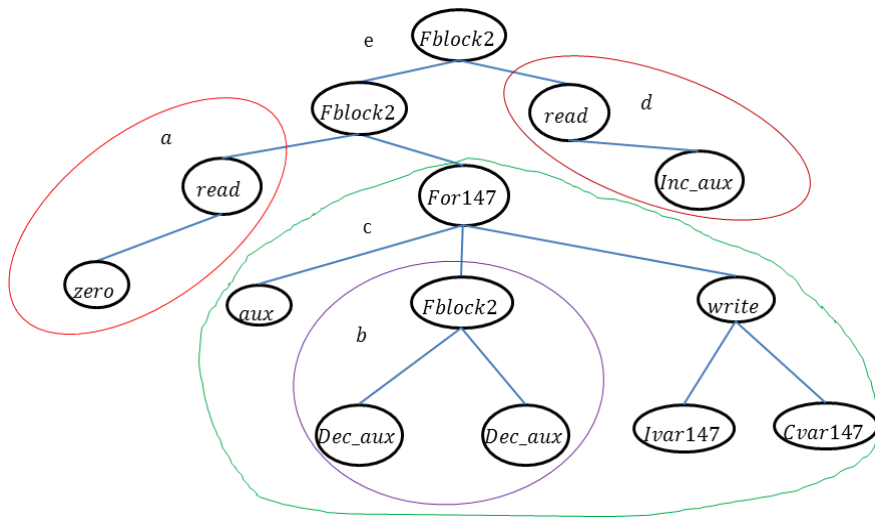 e
Fblock2
Fblock2
read
d
a
read
Inc_aux
For147
c
zero
aux
Fblock2
write
b
Dec_aux
Dec_aux
Ivar147
Cvar147